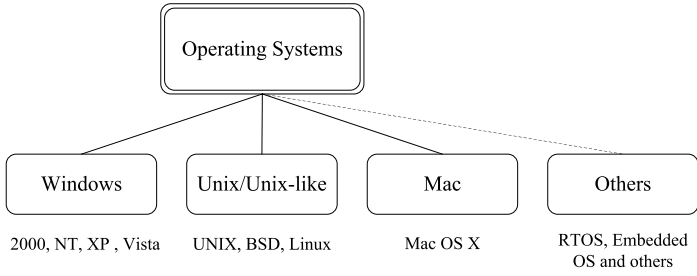 Operating Systems
Windows
Unix/Unix-like
Mac
Others
2000, NT, XP , Vista
UNIX, BSD, Linux
Mac OS X
RTOS, Embedded
OS and others